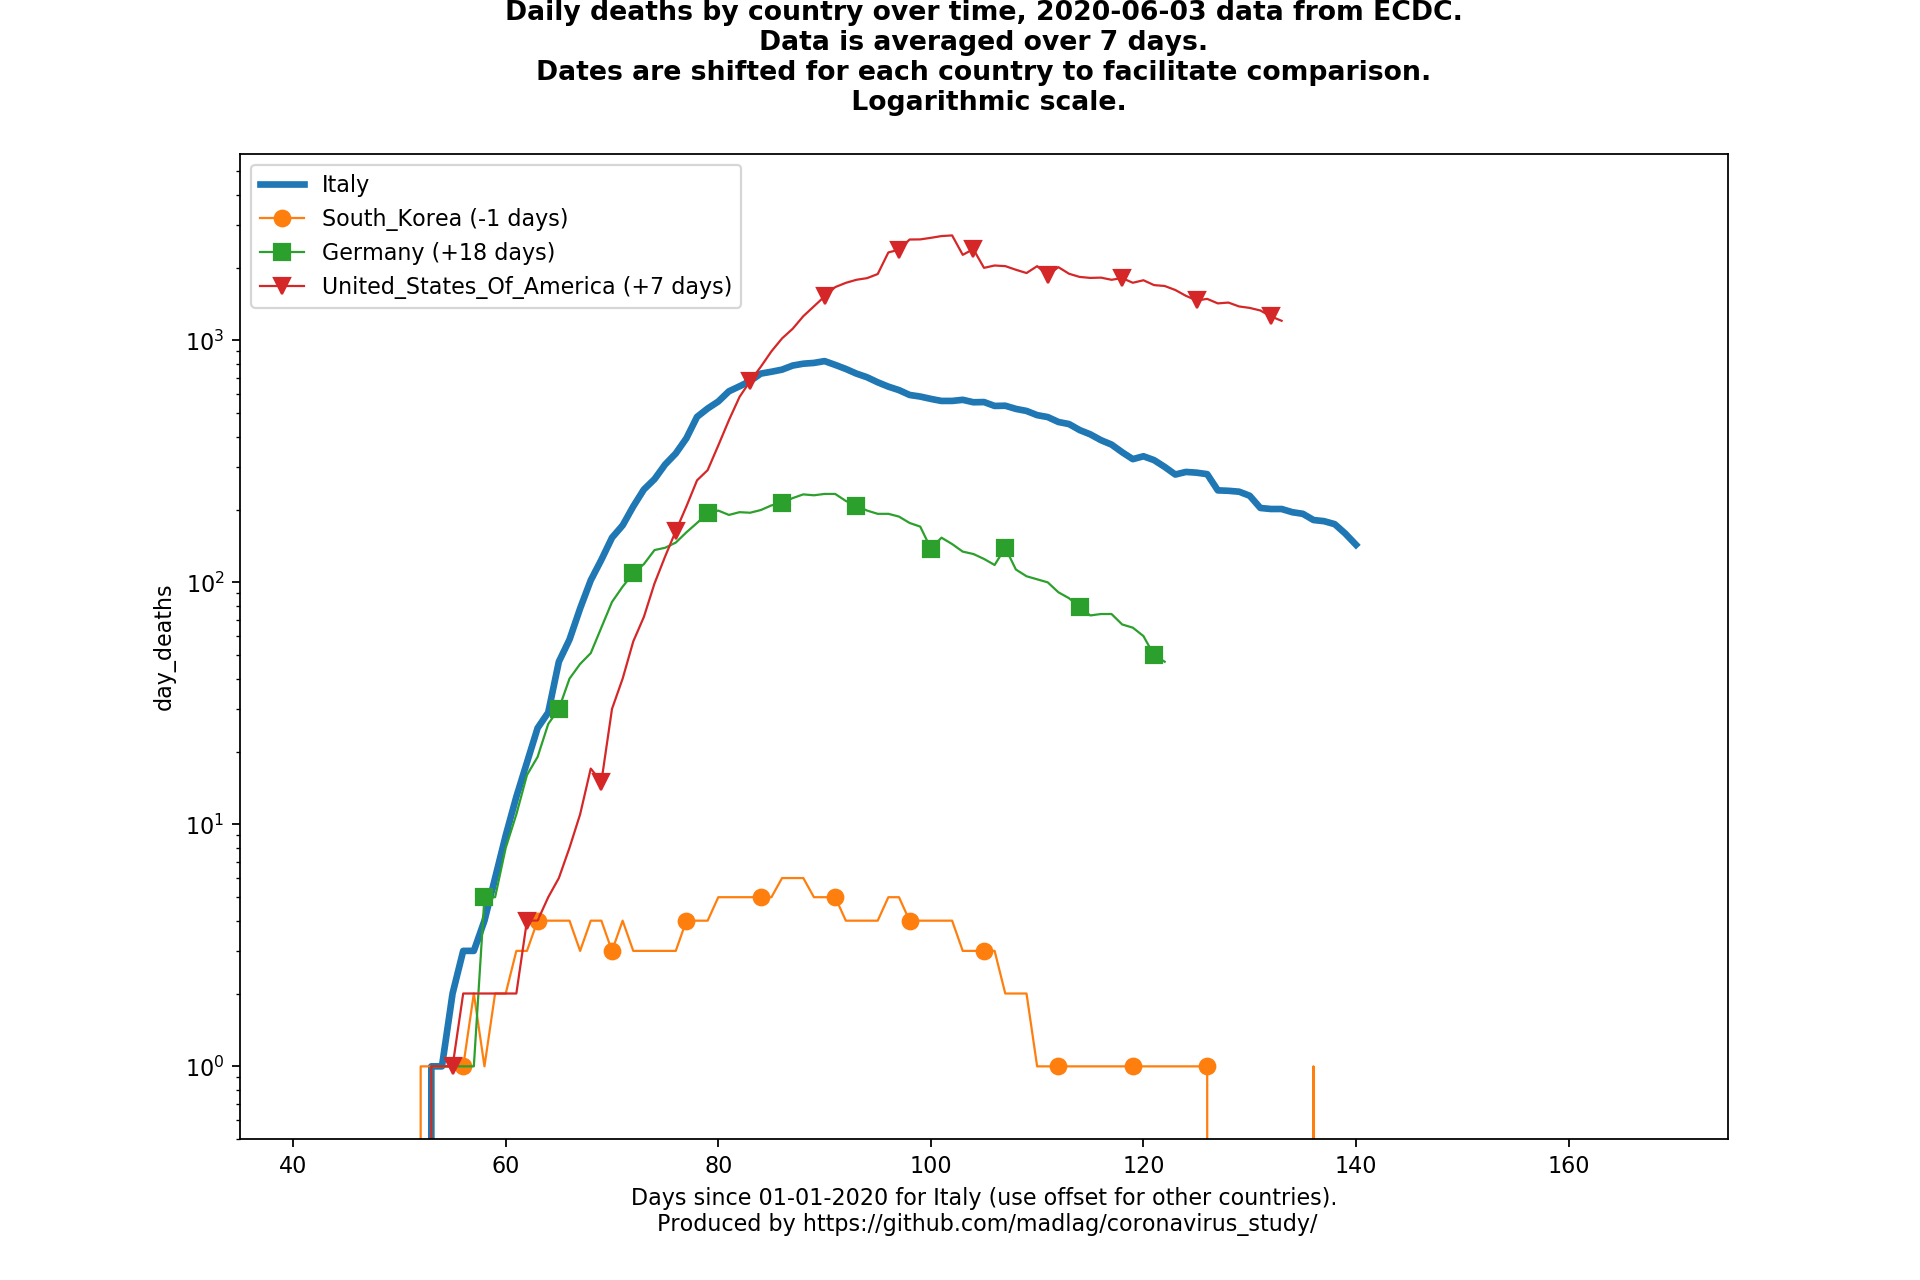 Daily deaths by country over time, 2020-06-03 data from ECDC.
Data is averaged over 7 days.
Dates are shifted for each country to facilitate comparison.
Logarithmic scale.
Italy
South_Korea (-1 days)
Germany (+18 days)
United_States_Of_America (+7 days)
10³
10²
10¹
10⁰
day_deaths
40 60 80 100 120 140 160
Days since 01-01-2020 for Italy (use offset for other countries).
Produced by https://github.com/madlag/coronavirus_study/